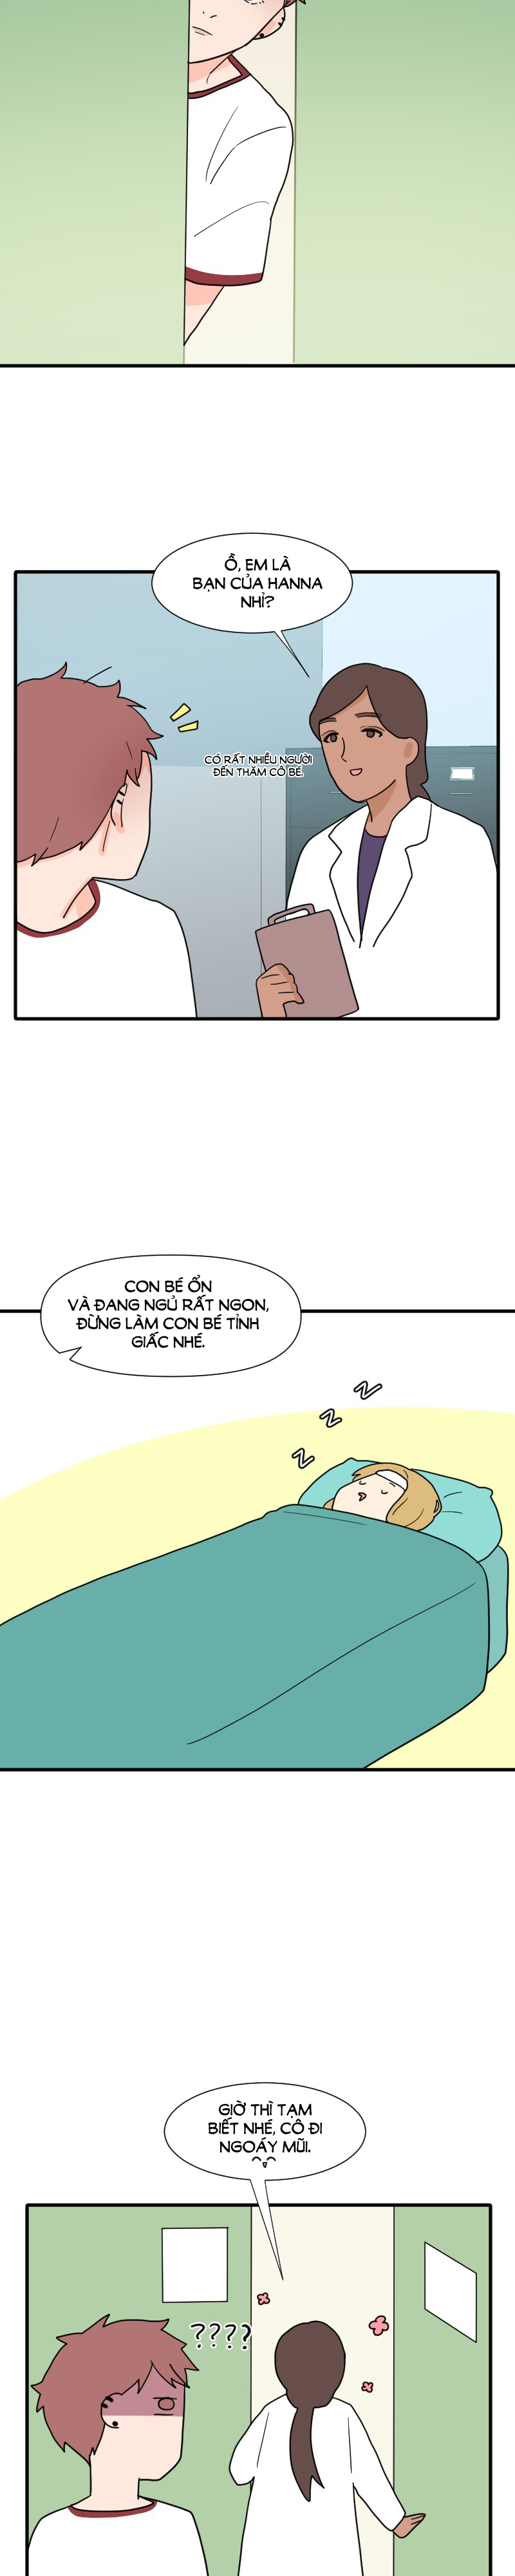 Ồ, EM LÀ
BẠN CỦA HANNA
NHỈ?
CÓ RẤT NHIỀU NGƯỜI
ĐẾN THĂM CÔ BÉ.
CON BÉ ỔN
VÀ ĐANG NGỦ RẤT NGON,
ĐỪNG LÀM CON BÉ TỈNH
GIẤC NHÉ.
Z
Z
Z
GIỜ THÌ TẠM
BIẾT NHÉ, CÔ ĐI
NGOÁY MŨI.
????